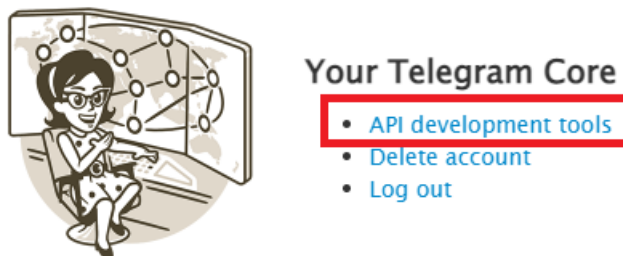 Your Telegram Core
API development tools
Delete account
Log out